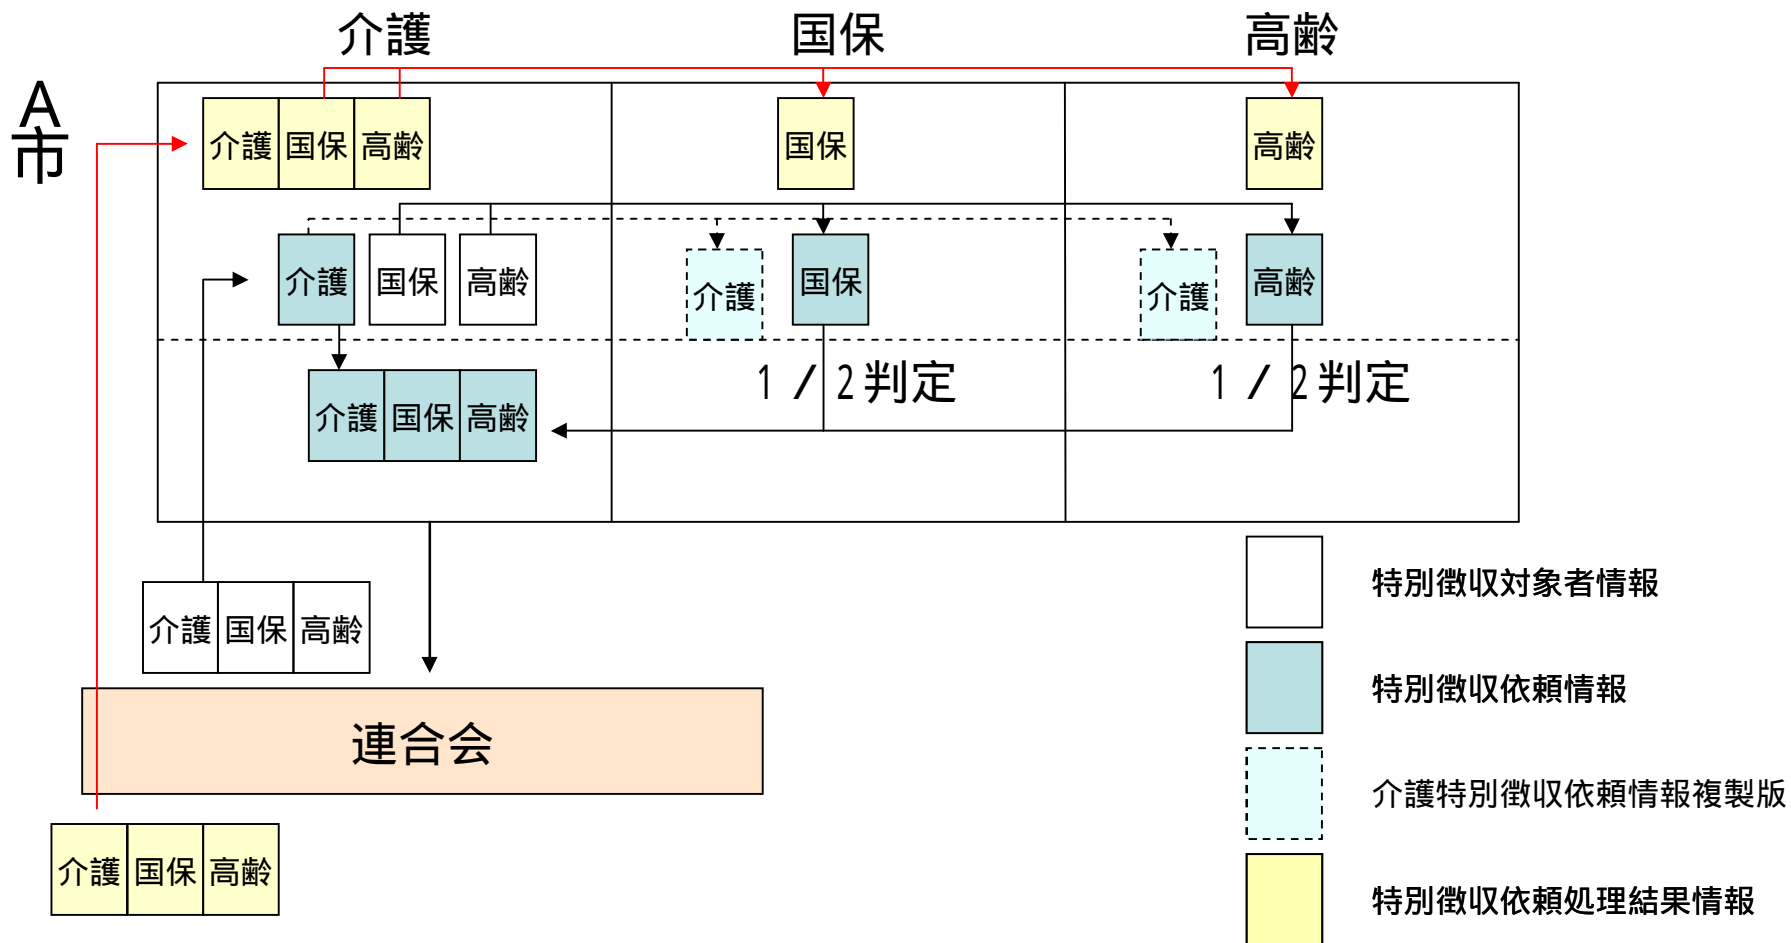 介護
国保
高齢
A市
介護 国保 高齢
国保
高齢
介護
国保
高齢
介護
国保
介護
高齢
1/2判定
1/2判定
介護 国保 高齢
介護 国保 高齢
特別徴収対象者情報
特別徴収依頼情報
連合会
介護特別徴収依頼情報複製版
介護 国保 高齢
特別徴収依頼処理結果情報